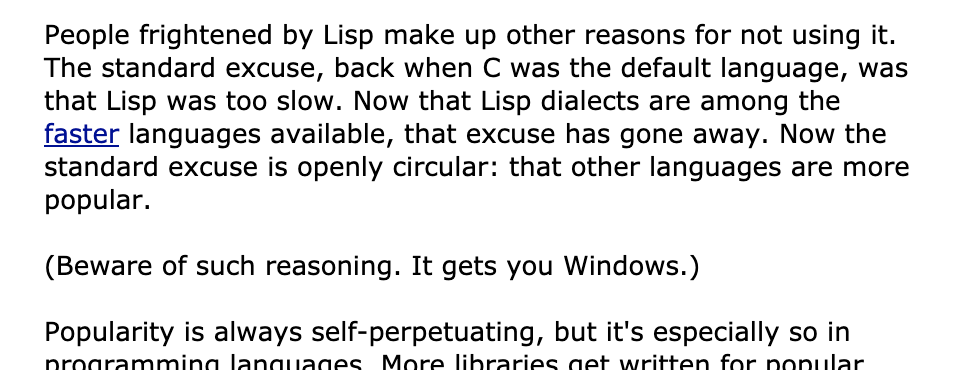 People frightened by Lisp make up other reasons for not using it.
The standard excuse, back when C was the default language, was
that Lisp was too slow. Now that Lisp dialects are among the
faster languages available, that excuse has gone away. Now the
standard excuse is openly circular: that other languages are more
popular.
(Beware of such reasoning. It gets you Windows.)
Popularity is always self-perpetuating, but it's especially so in
programming languages. More libraries get written for popular